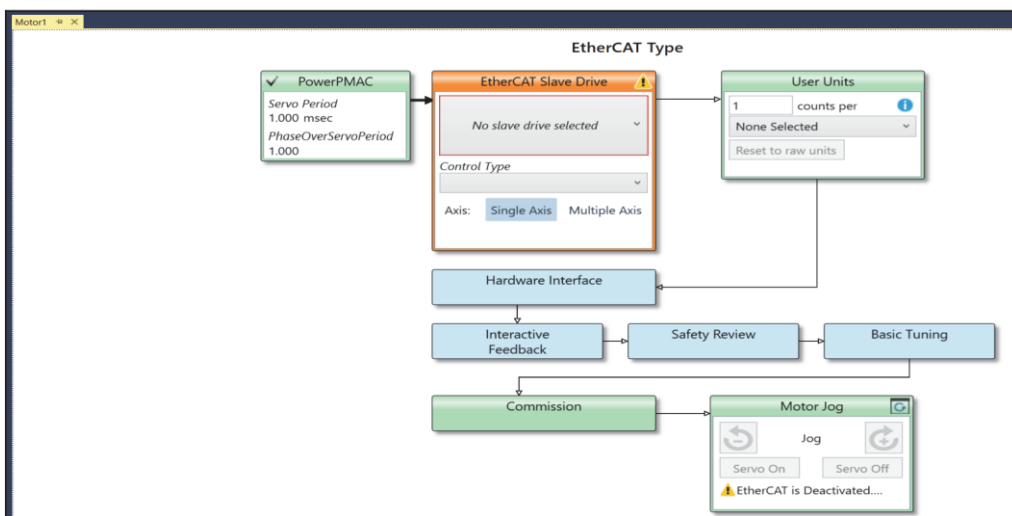 Motor1
EtherCAT Type
PowerPMAC
Servo Period
1.000 msec
PhaseOverServoPeriod
1.000
EtherCAT Slave Drive
No slave drive selected
Control Type
Axis: Single Axis Multiple Axis
User Units
1 counts per
None Selected
Reset to raw units
Hardware Interface
Interactive
Feedback
Safety Review
Basic Tuning
Commission
Motor Jog
Jog
Servo On Servo Off
EtherCAT is Deactivated....